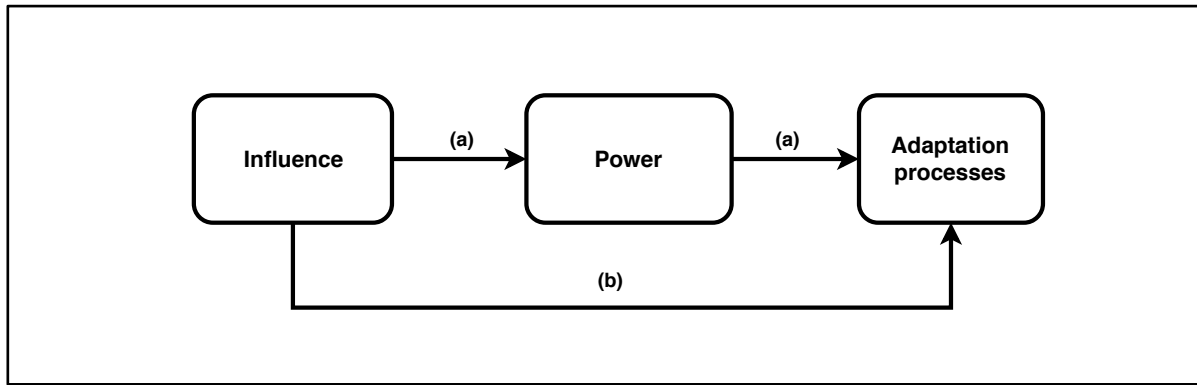 Influence
(a)
Power
(a)
Adaptation
processes
(b)